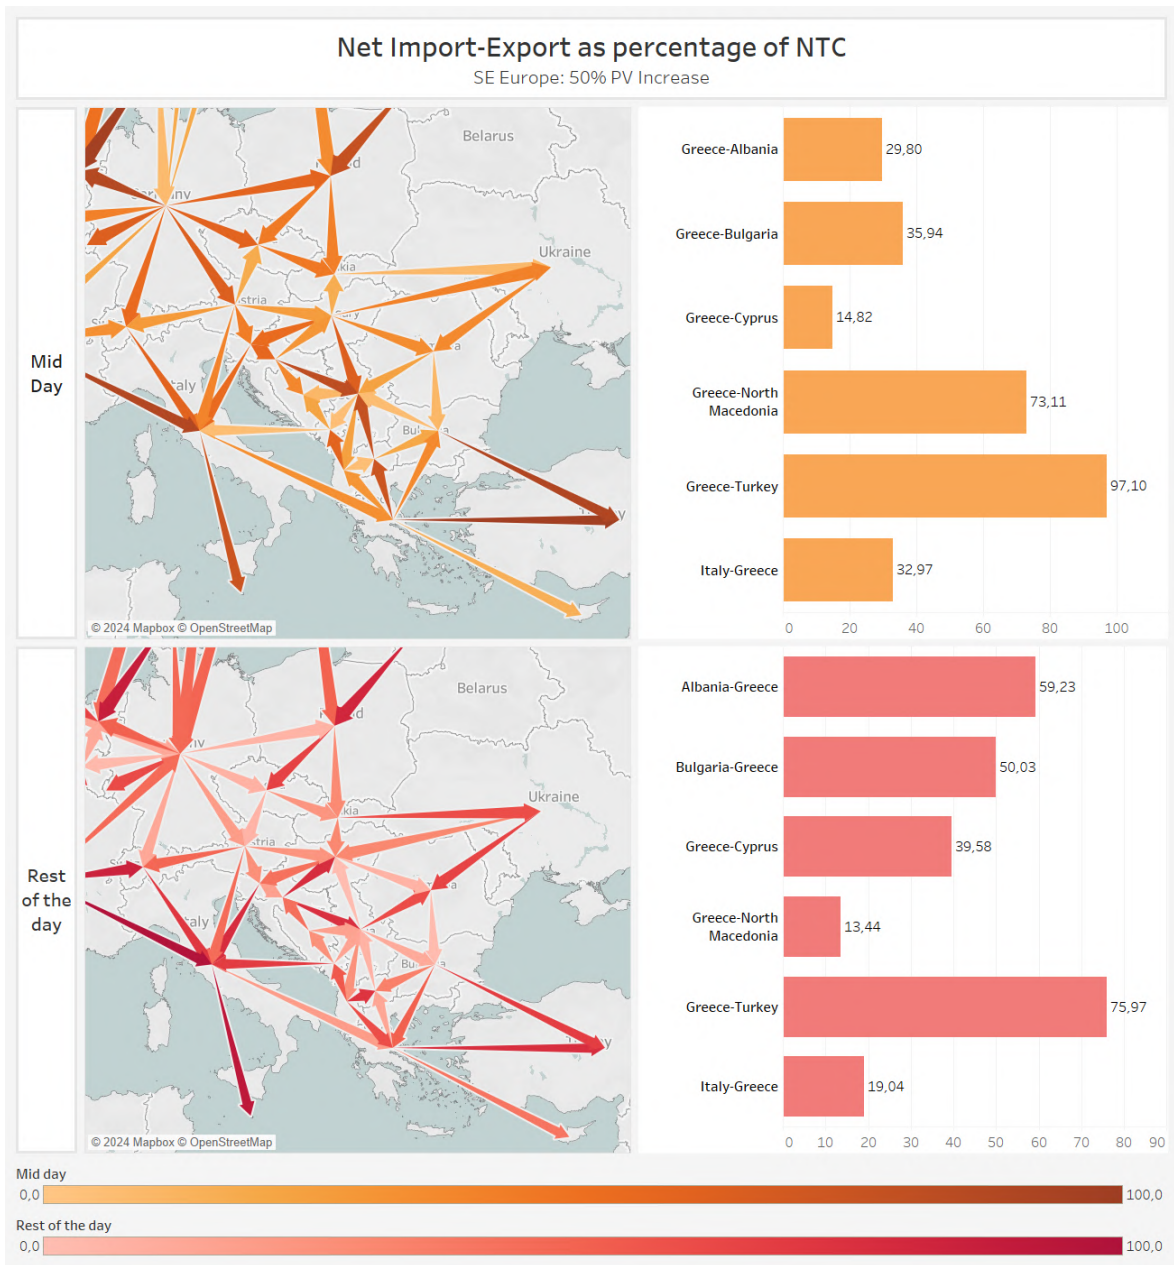 Net Import-Export as percentage of NTC
SE Europe: 50% PV Increase
Mid
Day
Belarus
Ukraine
© 2024 Mapbox © OpenStreetMap
Greece-Albania
29,80
Greece-Bulgaria
35,94
Greece-Cyprus
14,82
Greece-North
Macedonia
73,11
Greece-Turkey
97,10
Italy-Greece
32,97
0 20 40 60 80 100
Rest
of the
day
Belarus
Ukraine
© 2024 Mapbox © OpenStreetMap
Albania-Greece
59,23
Bulgaria-Greece
50,03
Greece-Cyprus
39,58
Greece-North
Macedonia
13,44
Greece-Turkey
75,97
Italy-Greece
19,04
0 10 20 30 40 50 60 70 80 90
Mid day
0,0 100,0
Rest of the day
0,0 100,0